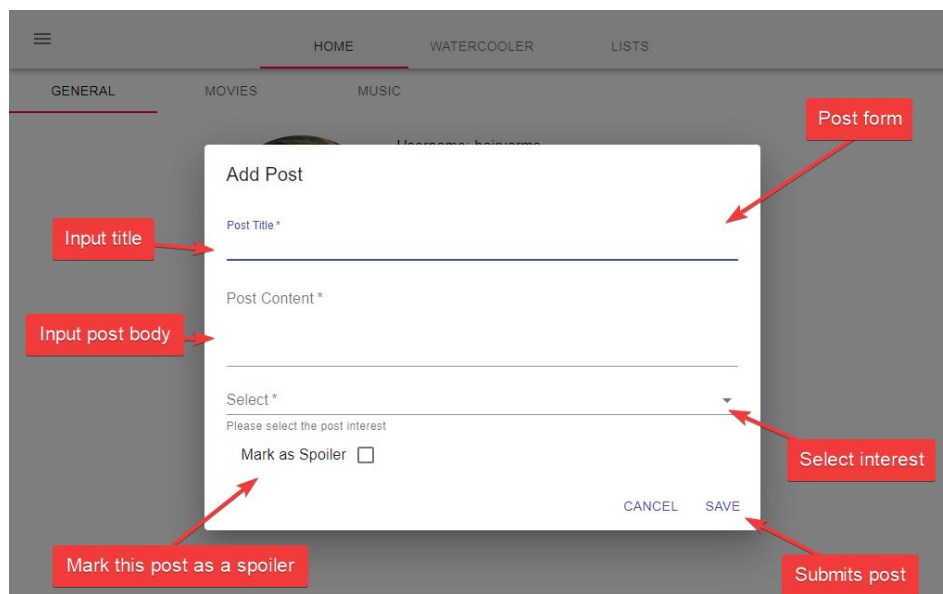 HOME WATERCOOLER LISTS
GENERAL MOVIES MUSIC
Post form
Username: hairyarms
Add Post
Post Title *
Input title
Post Content *
Input post body
Select *
Please select the post interest
Mark as Spoiler
Select interest
CANCEL SAVE
Mark this post as a spoiler
Submits post